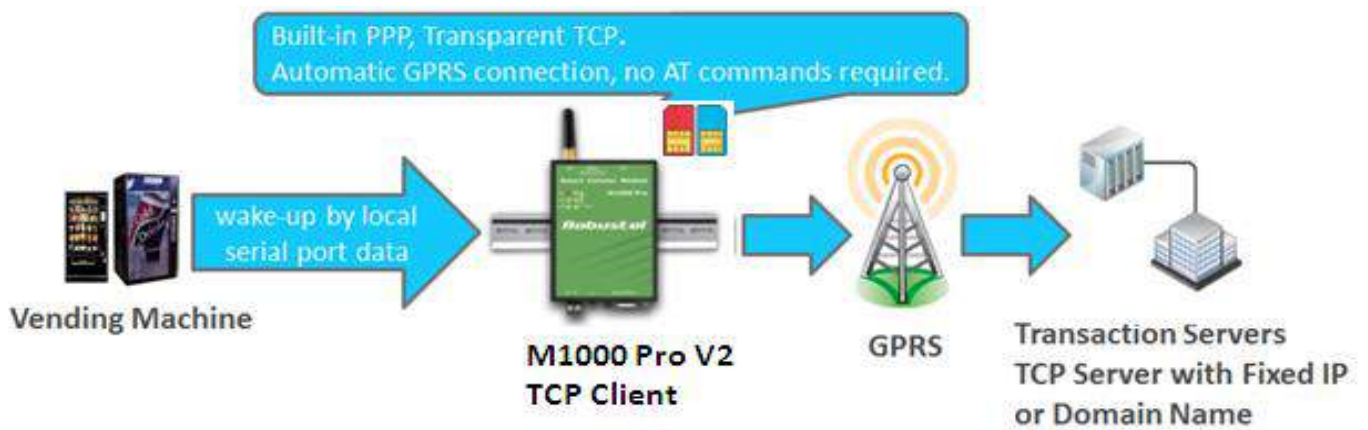 Built-in PPP, Transparent TCP.
Automatic GPRS connection, no AT commands required.
wake-up by local
serial port data
Robustel
Vending Machine
M1000 Pro V2
TCP Client
GPRS
Transaction Servers
TCP Server with Fixed IP
or Domain Name